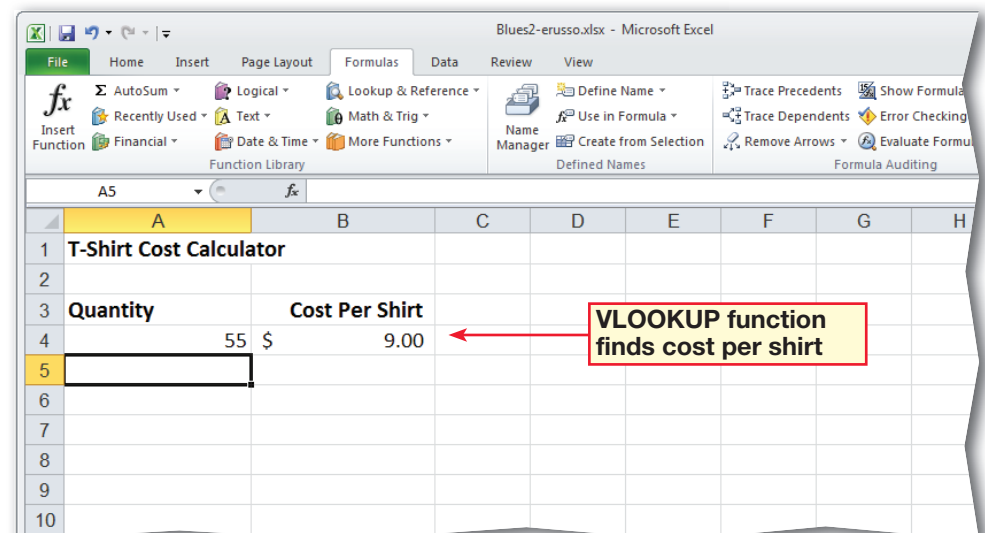 Blues2-erusso.xlsx - Microsoft Excel
File Home Insert Page Layout Formulas Data Review View
fx Insert Function
Σ AutoSum
Recently Used
Financial
Logical
Text
Date & Time
Lookup & Reference
Math & Trig
More Functions
Function Library
Name Manager
Define Name
Use in Formula
Create from Selection
Defined Names
Trace Precedents
Trace Dependents
Remove Arrows
Show
Error Checking
Evaluate
Formula Auditing
A5 fx
A B C D E F G H
1 T-Shirt Cost Calculator
2
3 Quantity Cost Per Shirt
4 55 $ 9.00
VLOOKUP function
finds cost per shirt
5
6
7
8
9
10